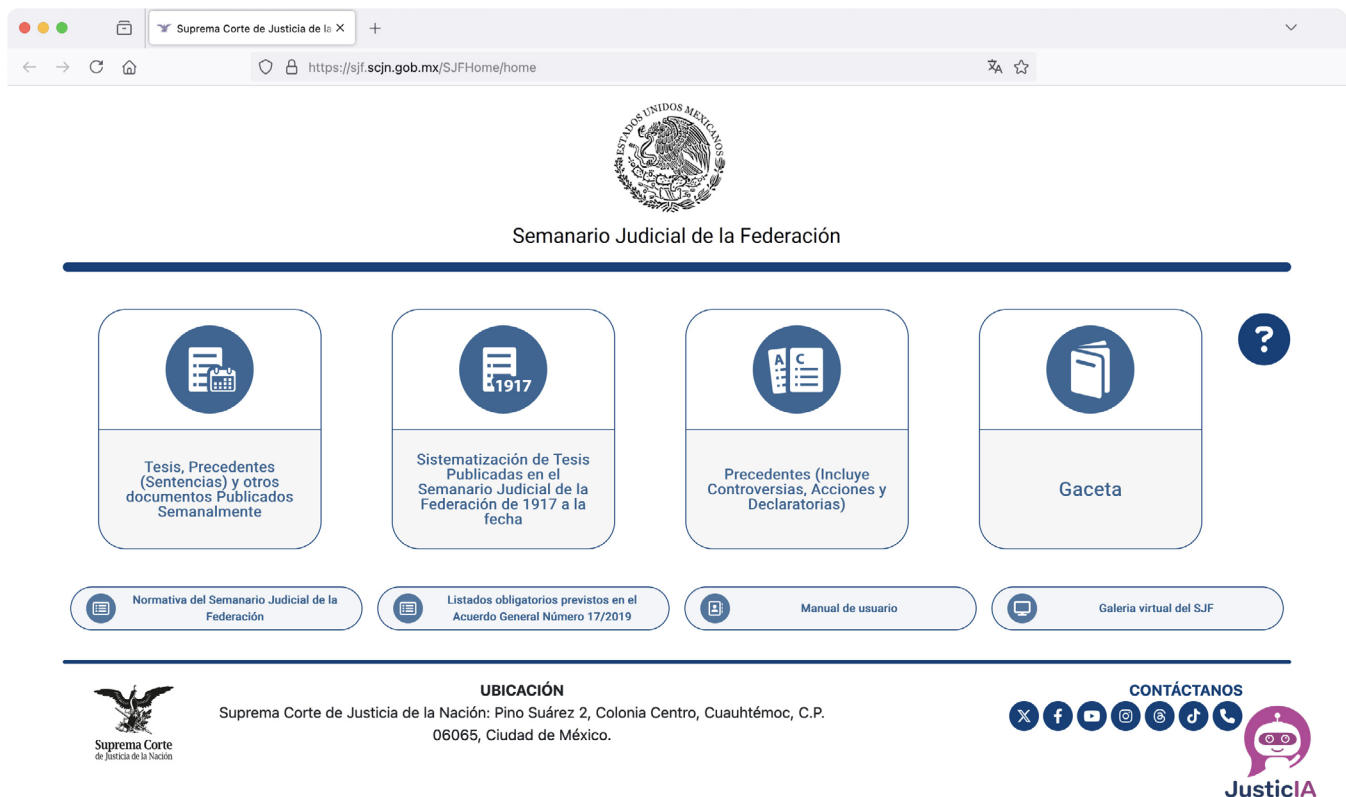 Suprema Corte de Justicia de la
https://sjf.scjn.gob.mx/SJFHome/home
ESTADOS UNIDOS MEXICANOS
Semanario Judicial de la Federación
?
1917
A C
Tesis, Precedentes
(Sentencias) y otros
documentos Publicados
Semanalmente
Sistematización de Tesis
Publicadas en el
Semanario Judicial de la
Federación de 1917 a la
fecha
Precedentes (Incluye
Controversias, Acciones y
Declaratorias)
Gaceta
Normativa del Semanario Judicial de la
Federación
Listados obligatorios previstos en el
Acuerdo General Número 17/2019
Manual de usuario
Galeria virtual del SJF
Suprema Corte
de Justicia de la Nación
UBICACIÓN
Suprema Corte de Justicia de la Nación: Pino Suárez 2, Colonia Centro, Cuauhtémoc, C.P.
06065, Ciudad de México.
CONTÁCTANOS
JusticIA